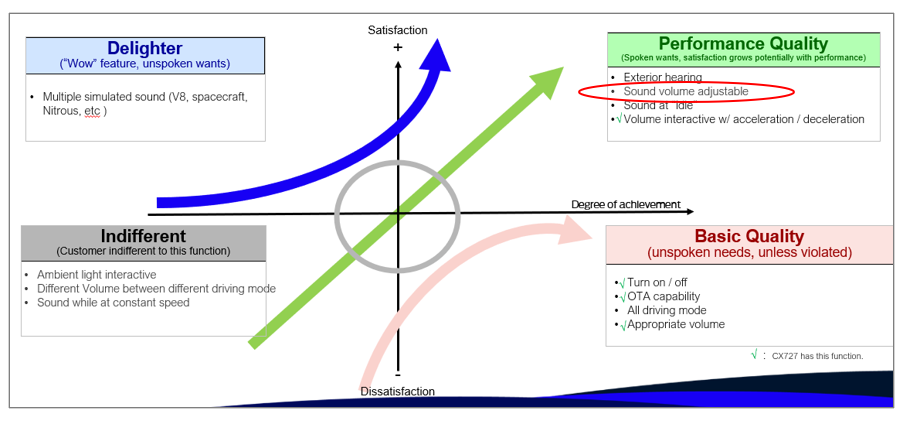 Satisfaction
+
Delighter
("Wow" feature, unspoken wants)
• Multiple simulated sound (V8, spacecraft,
Nitrous, etc )
Performance Quality
(Spoken wants, satisfaction grows potentially with performance)
• Exterior hearing
• Sound volume adjustable
• Sound at "idle"
•√ Volume interactive w/ acceleration / deceleration
Degree of achievement
Indifferent
(Customer indifferent to this function)
• Ambient light interactive
• Different Volume between different driving mode
• Sound while at constant speed
Basic Quality
(unspoken needs, unless violated)
•√ Turn on / off
•√ OTA capability
• All driving mode
•√ Appropriate volume
√ : CX727 has this function.
-
Dissatisfaction